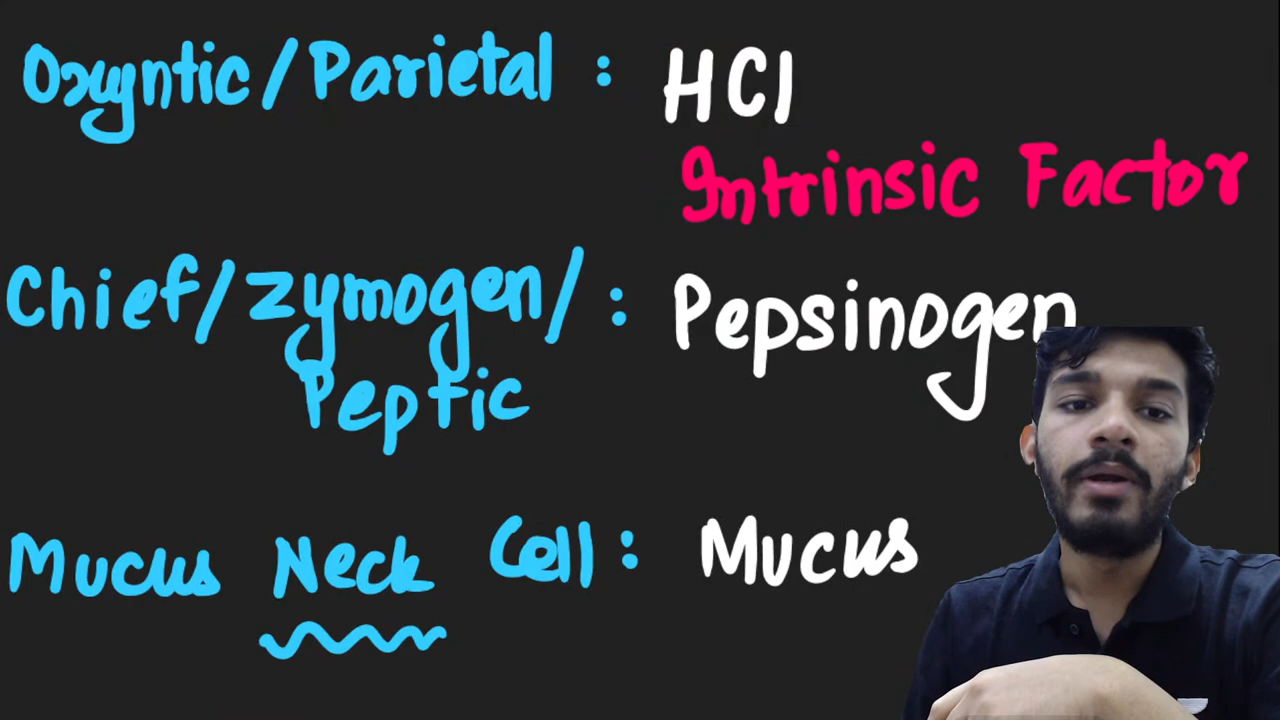 Oxyntic/Parietal : HCl
Intrinsic Factor
Chief/Zymogen/ : Pepsinogen
Peptic
Mucus Neck Cell : Mucus